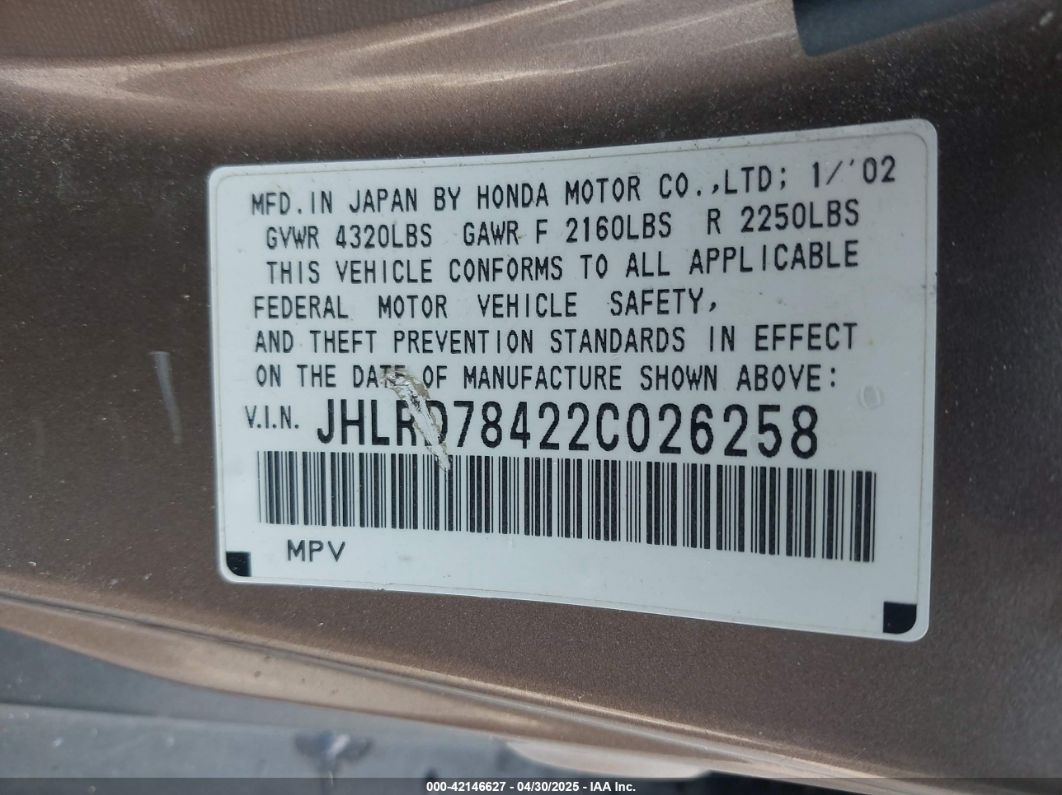 MFD.IN JAPAN BY HONDA MOTOR CO.,LTD; 1/'02
GVWR 4320LBS GAWR F 2160LBS R 2250LBS
THIS VEHICLE CONFORMS TO ALL APPLICABLE
FEDERAL MOTOR VEHICLE SAFETY,
AND THEFT PREVENTION STANDARDS IN EFFECT
ON THE DATE OF MANUFACTURE SHOWN ABOVE:
V.I.N. JHLRD78422C026258
MPV
000-42146627 - 04/30/2025 - IAA Inc.